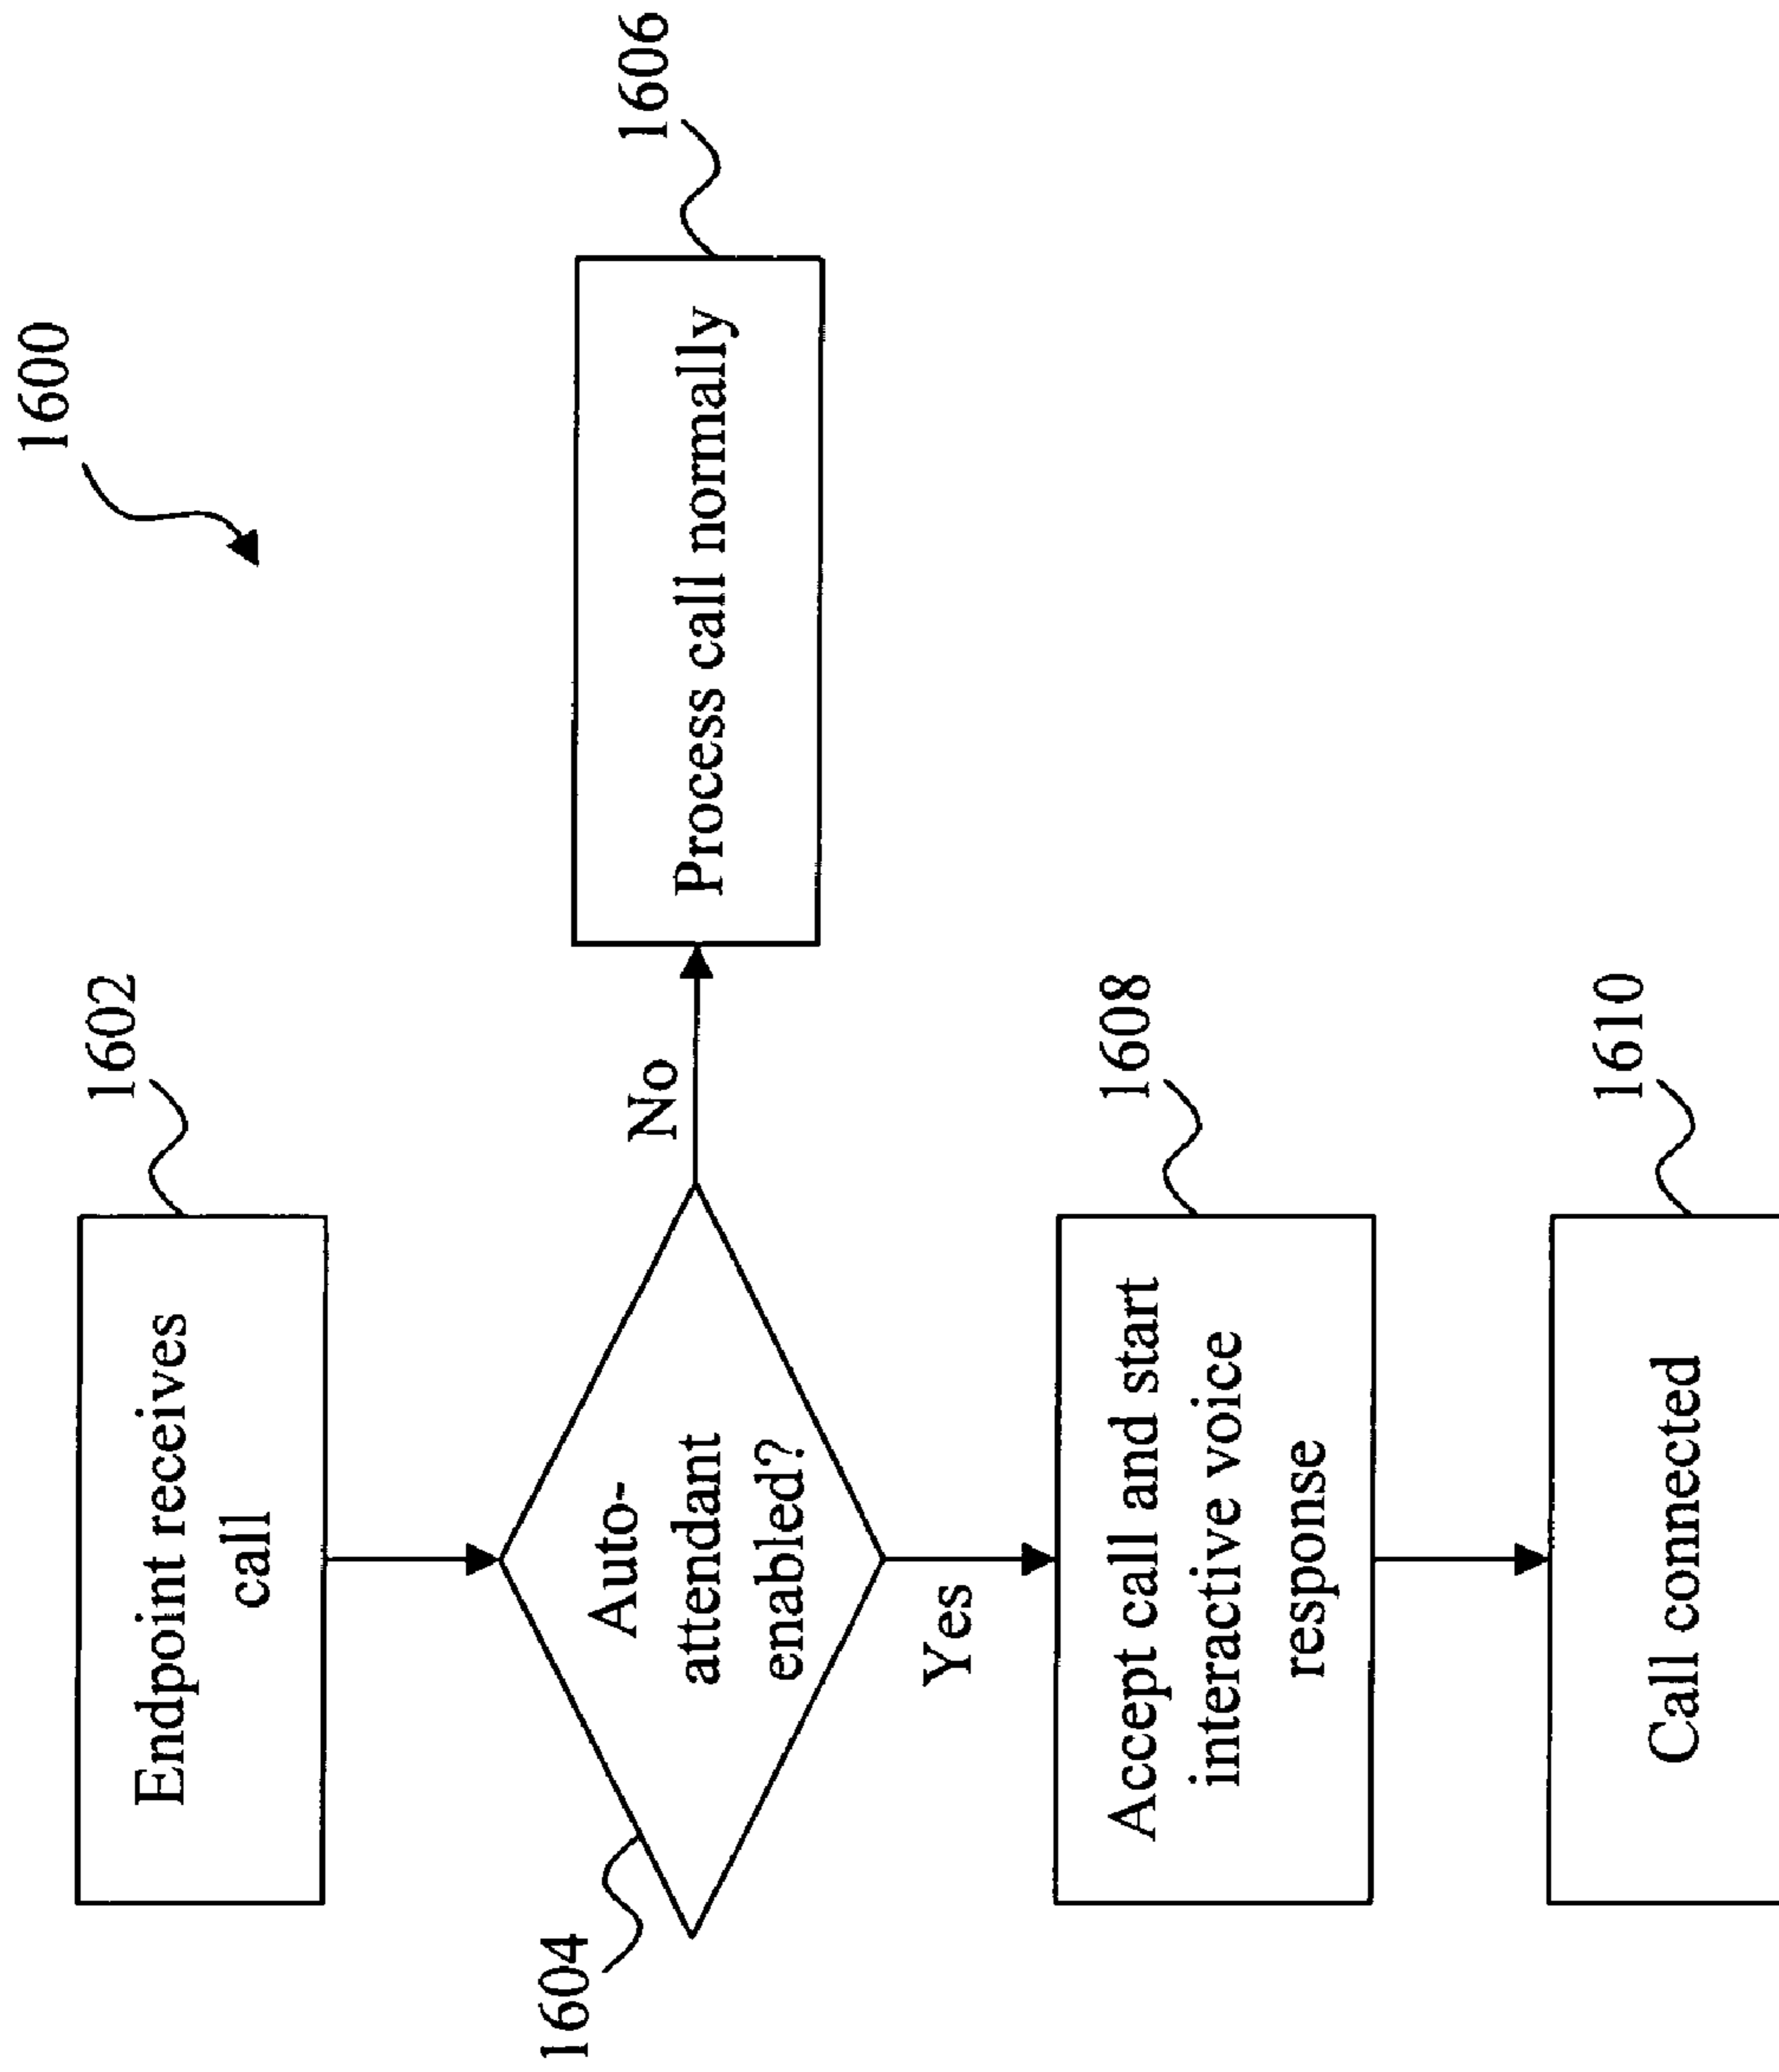 1600
Endpoint receives
call
1602
Auto-
attendant
enabled?
1604
No
Process call normally
1606
Yes
Accept call and start
interactive voice
response
1608
Call connected
1610